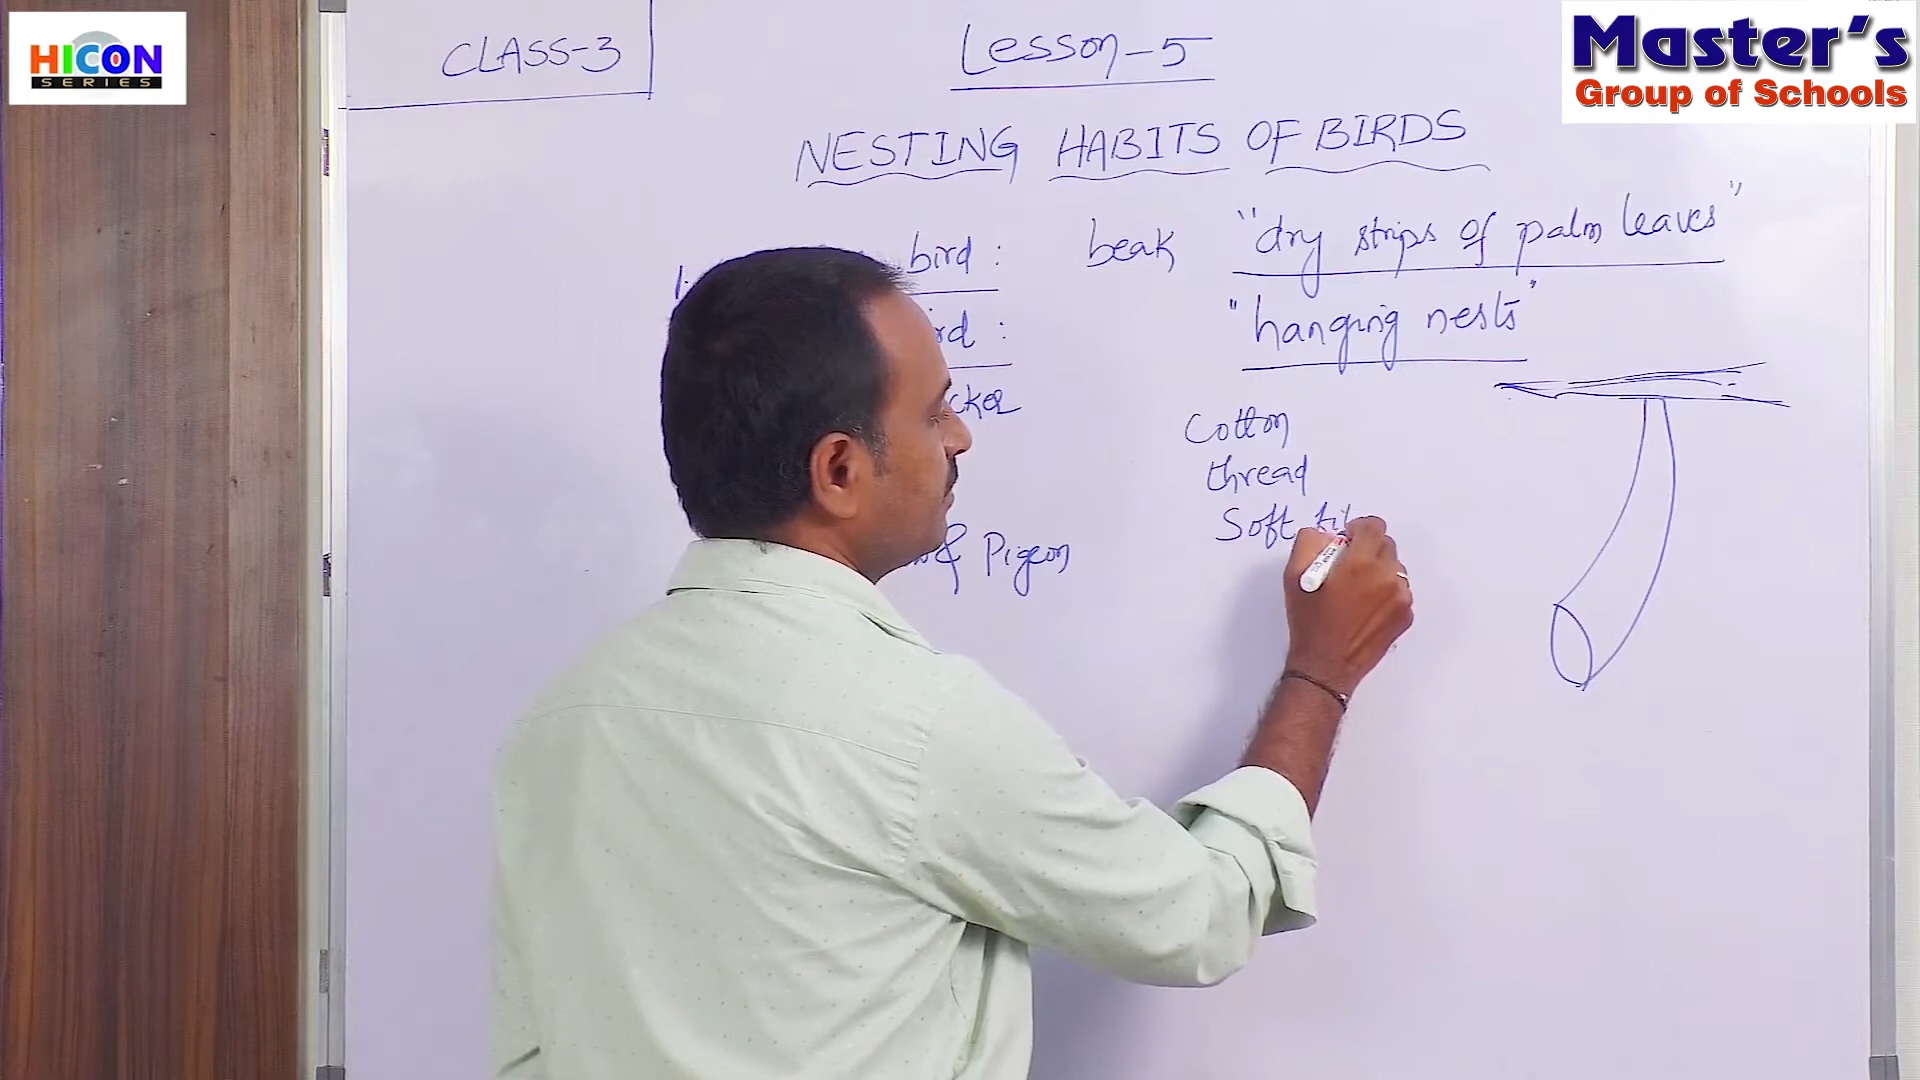 HICON
SERIES
CLASS-3
Lesson-5
Master's
Group of Schools
NESTING HABITS OF BIRDS
1. bird : beak "dry strips of palm leaves"
: "hanging nests"
Cotton
thread
Soft
& Pigeon